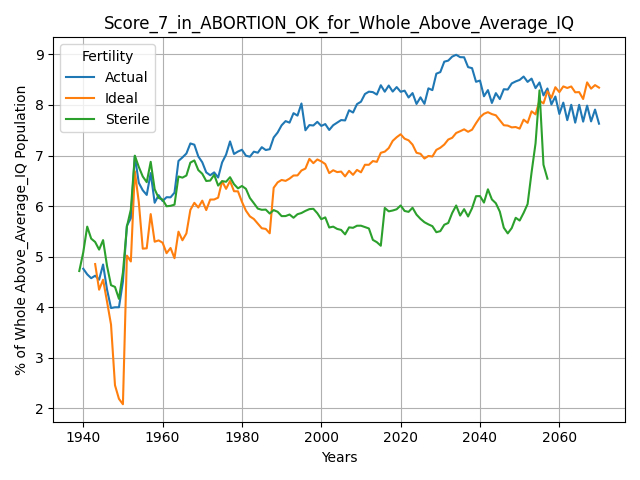 Score_7_in_ABORTION_OK_for_Whole_Above_Average_IQ
% of Whole Above_Average_IQ Population
9
8
7
6
5
4
3
2
Fertility
Actual
Ideal
Sterile
1940 1960 1980 2000 2020 2040 2060
Years